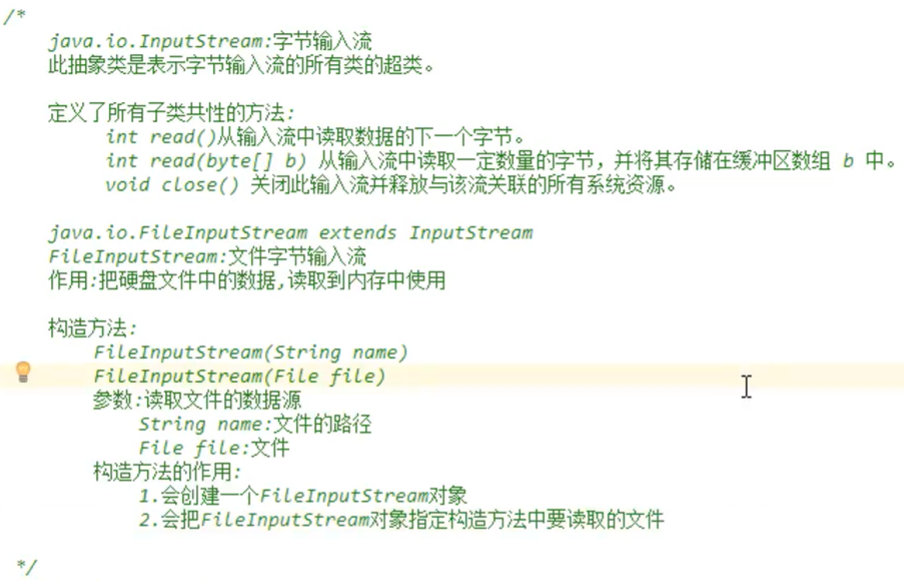 /*
java.io.InputStream:字节输入流
此抽象类是表示字节输入流的所有类的超类。
定义了所有子类共性的方法:
int read()从输入流中读取数据的下一个字节。
int read(byte[] b) 从输入流中读取一定数量的字节，并将其存储在缓冲区数组 b 中。
void close() 关闭此输入流并释放与该流关联的所有系统资源。
java.io.FileInputStream extends InputStream
FileInputStream:文件字节输入流
作用:把硬盘文件中的数据,读取到内存中使用
构造方法:
FileInputStream(String name)
FileInputStream(File file)
参数:读取文件的数据源
String name:文件的路径
File file:文件
构造方法的作用:
1.会创建一个FileInputStream对象
2.会把FileInputStream对象指定构造方法中要读取的文件
*/